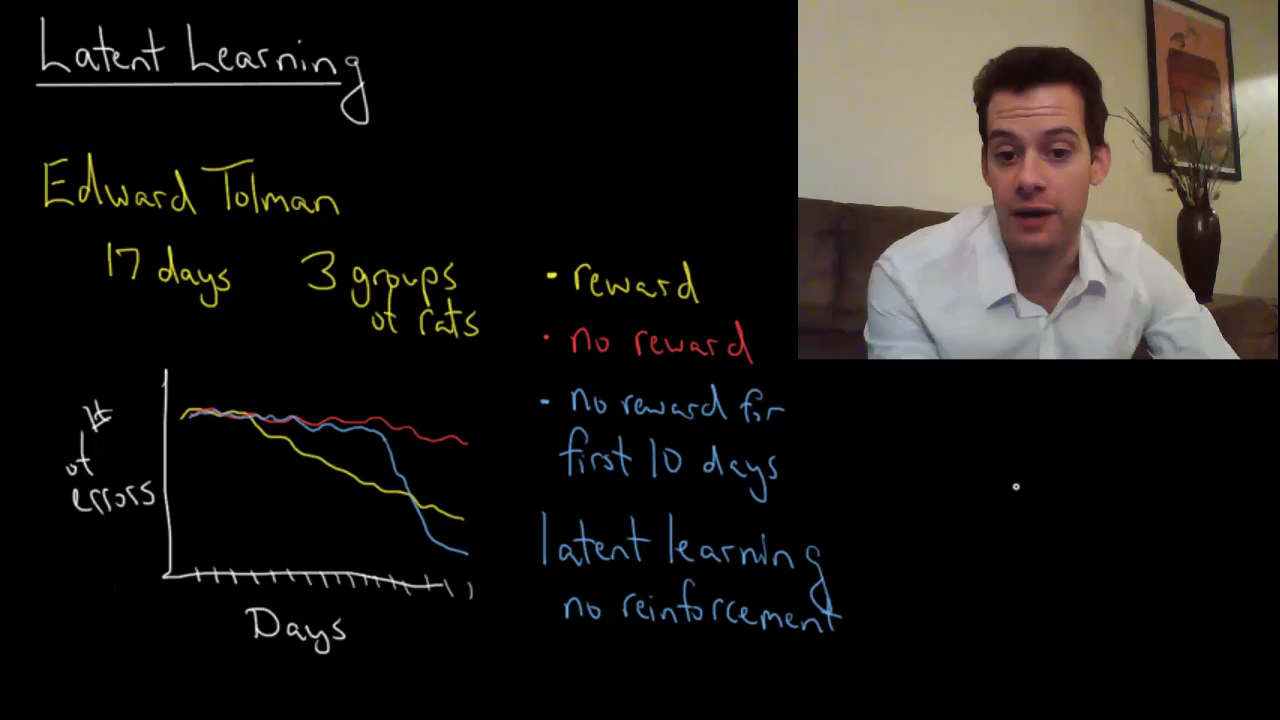 Latent Learning
Edward Tolman
17 days
3 groups
of rats
- reward
· no reward
- no reward for
first 10 days
latent learning
no reinforcement
#
of
errors
Days